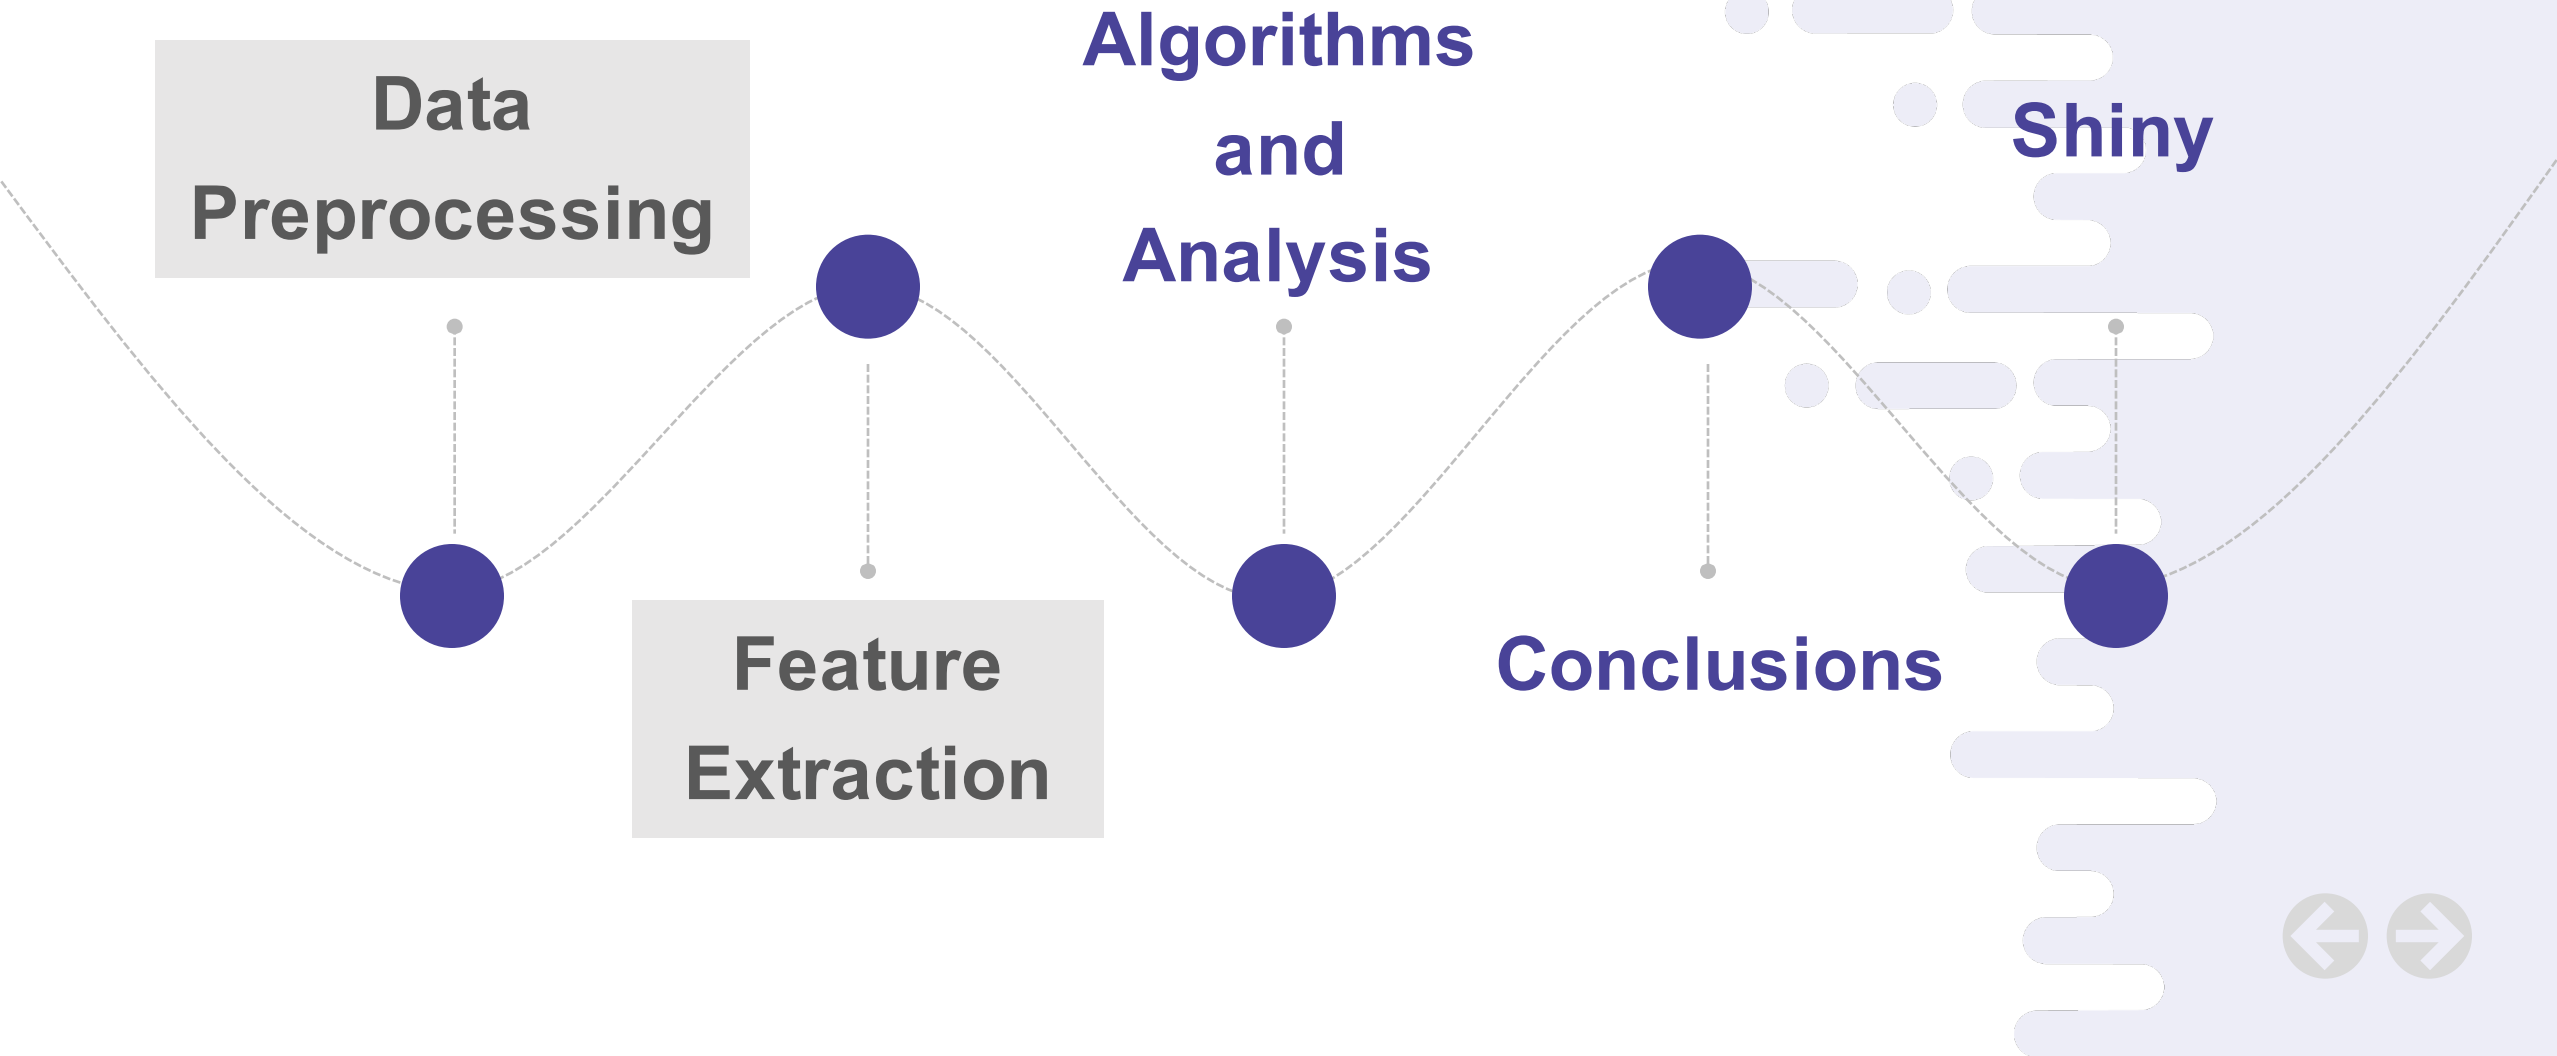 Data
Preprocessing
Feature
Extraction
Algorithms
and
Analysis
Conclusions
Shiny